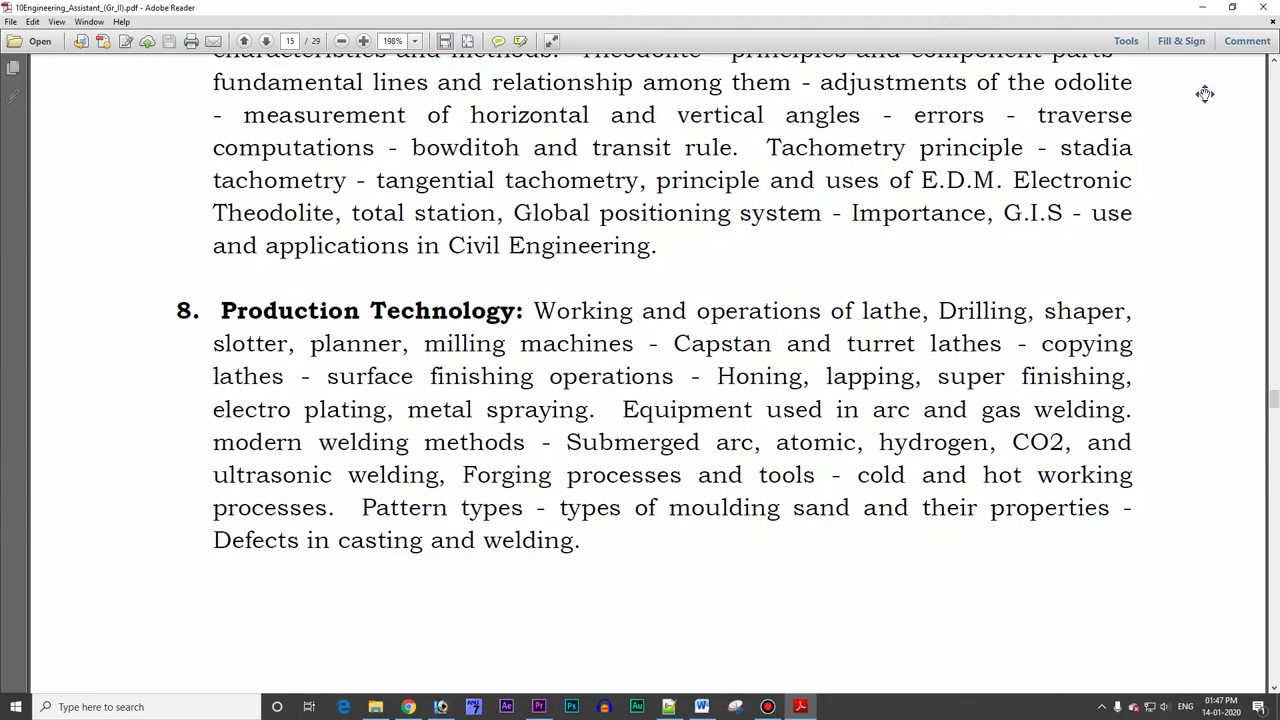 10Engineering_Assistant_(Gr_II).pdf - Adobe Reader
File Edit View Window Help
Open 15 / 29 198% Tools Fill & Sign Comment
fundamental lines and relationship among them - adjustments of the odolite
- measurement of horizontal and vertical angles - errors - traverse
computations - bowditoh and transit rule. Tachometry principle - stadia
tachometry - tangential tachometry, principle and uses of E.D.M. Electronic
Theodolite, total station, Global positioning system - Importance, G.I.S - use
and applications in Civil Engineering.
8. Production Technology: Working and operations of lathe, Drilling, shaper,
slotter, planner, milling machines - Capstan and turret lathes - copying
lathes - surface finishing operations - Honing, lapping, super finishing,
electro plating, metal spraying. Equipment used in arc and gas welding.
modern welding methods - Submerged arc, atomic, hydrogen, CO2, and
ultrasonic welding, Forging processes and tools - cold and hot working
processes. Pattern types - types of moulding sand and their properties -
Defects in casting and welding.
Type here to search
Ae Pr Ps Au W
ENG
01:47 PM
14-01-2020